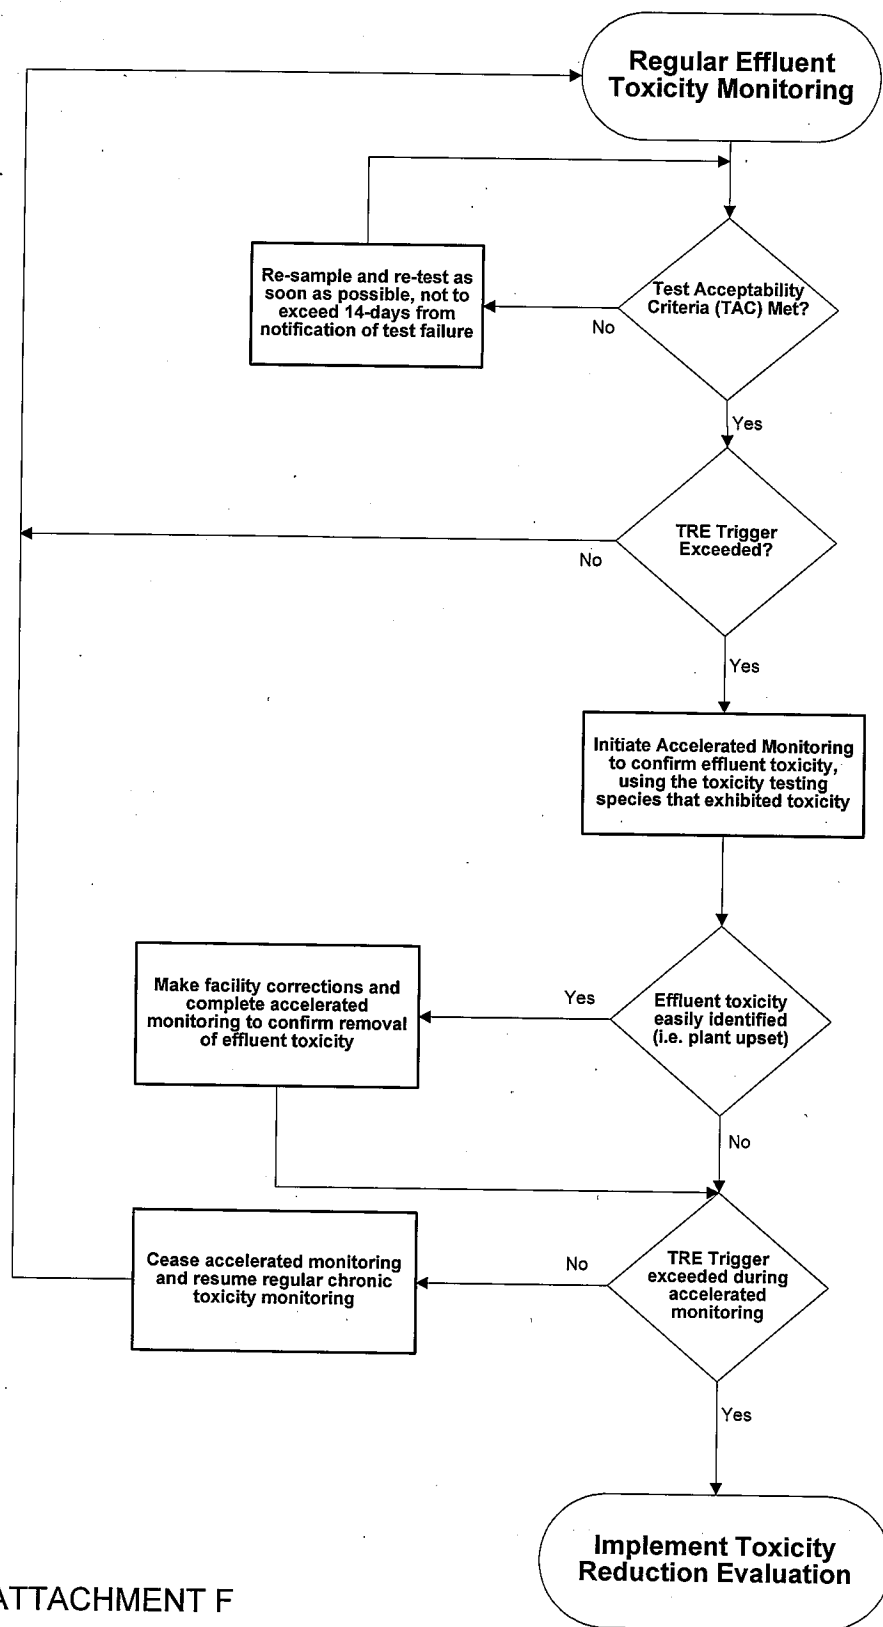 Regular Effluent
Toxicity Monitoring
Re-sample and re-test as
soon as possible, not to
exceed 14-days from
notification of test failure
Test Acceptability
Criteria (TAC) Met?
No
Yes
TRE Trigger
Exceeded?
No
Yes
Initiate Accelerated Monitoring
to confirm effluent toxicity,
using the toxicity testing
species that exhibited toxicity
Make facility corrections and
complete accelerated
monitoring to confirm removal
of effluent toxicity
Yes
Effluent toxicity
easily identified
(i.e. plant upset)
No
Cease accelerated monitoring
and resume regular chronic
toxicity monitoring
No
TRE Trigger
exceeded during
accelerated
monitoring
Yes
Implement Toxicity
Reduction Evaluation
ATTACHMENT F